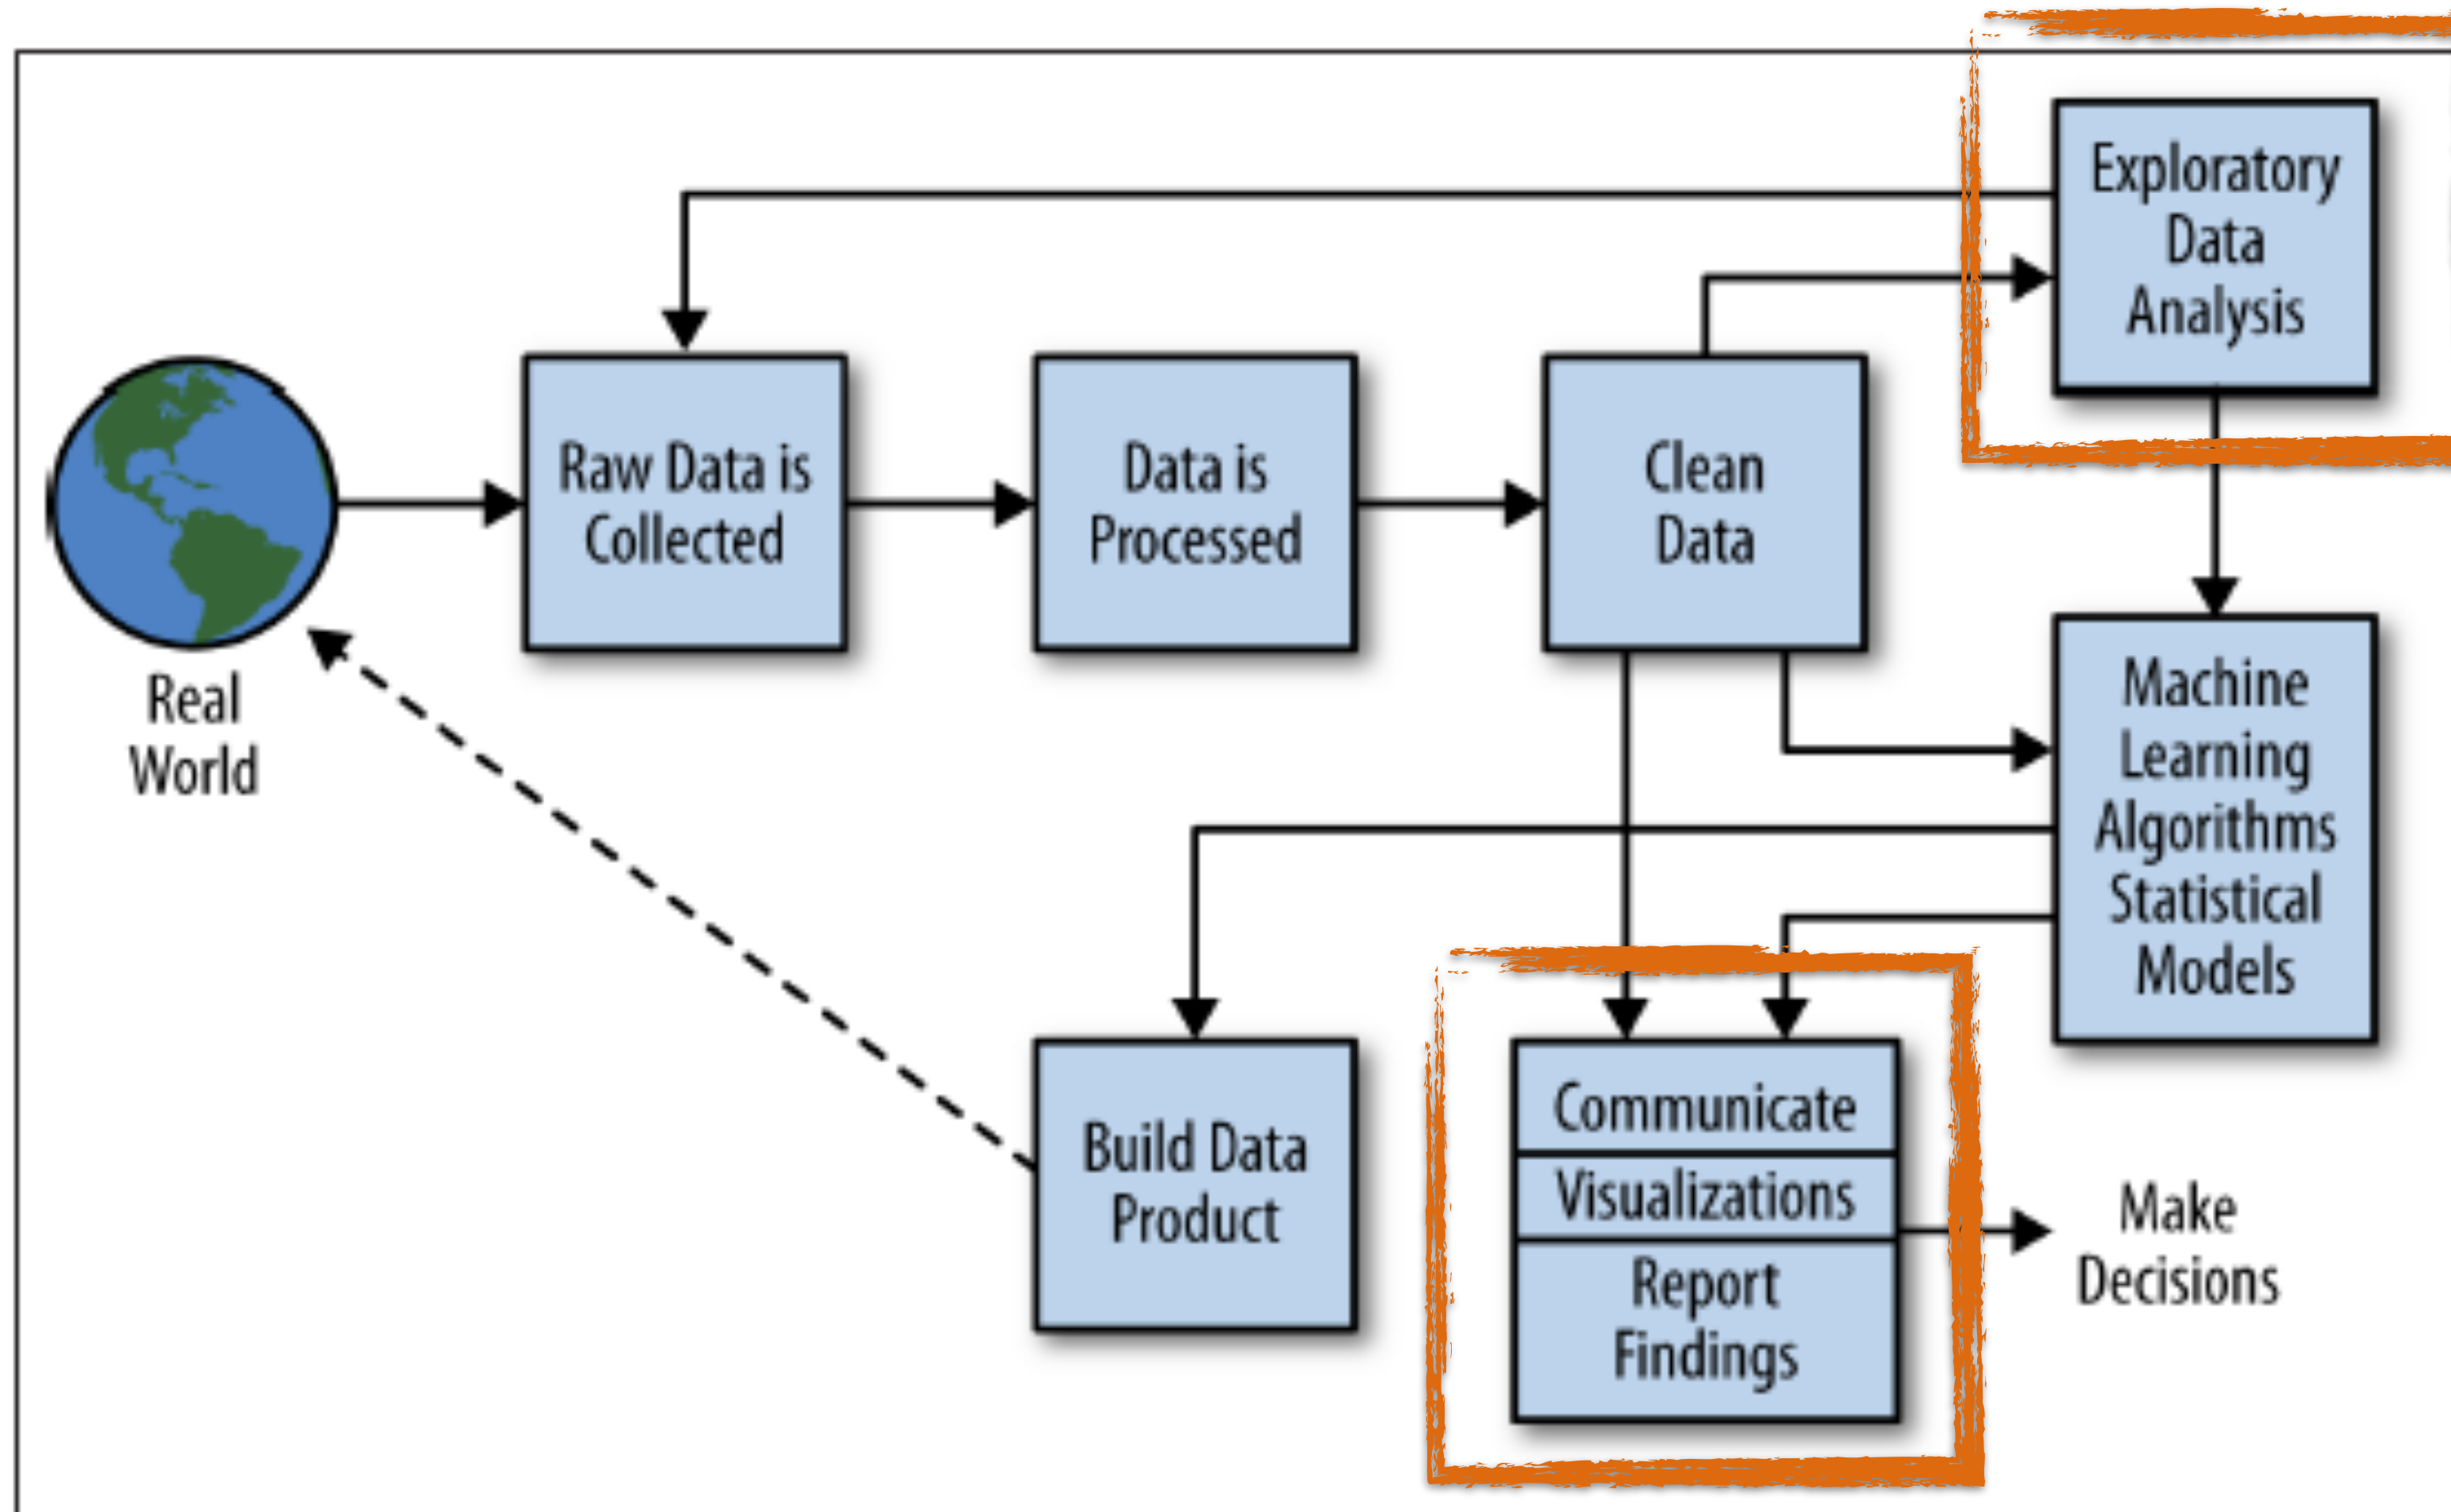 Exploratory
Data
Analysis
Raw Data is
Collected
Data is
Processed
Clean
Data
Real
World
Machine
Learning
Algorithms
Statistical
Models
Build Data
Product
Communicate
Visualizations
Report
Findings
Make
Decisions